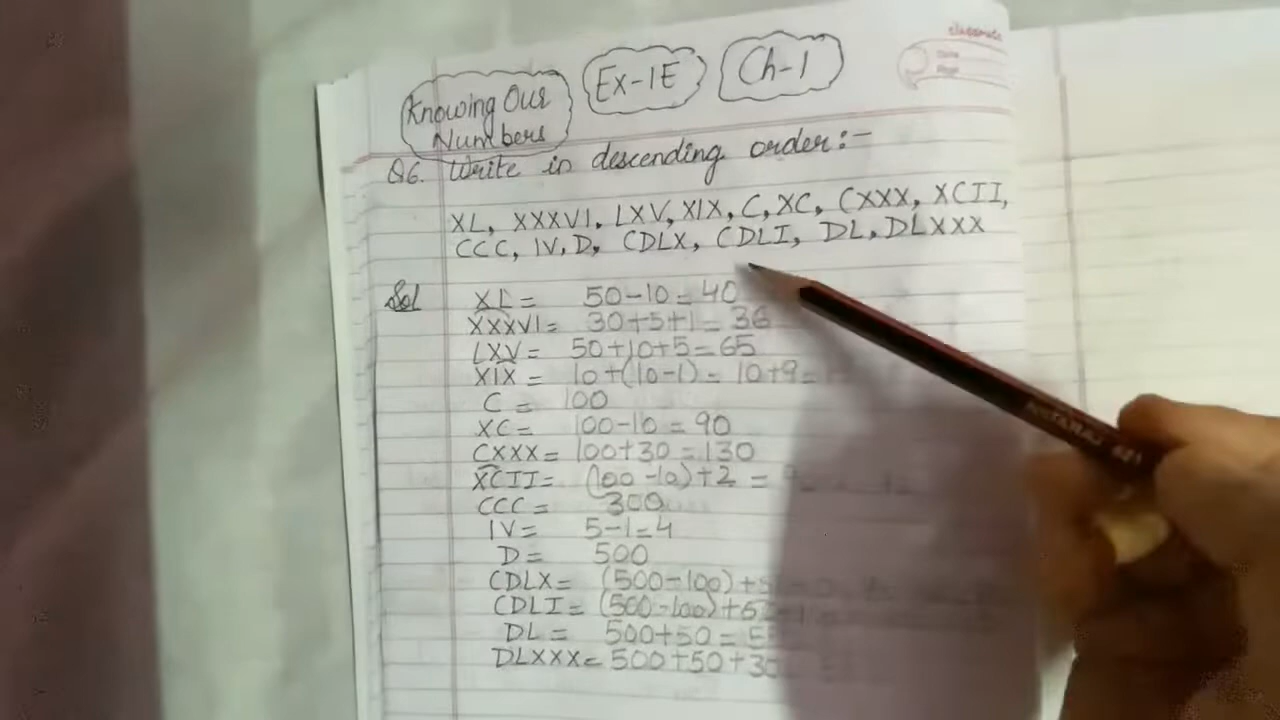 classmate
Date
Page
Knowing Our
Numbers
Ex-1E
Ch-1
Q6. Write in descending order:-
XL, XXXVI, LXV, XIX, C, XC, CXXX, XCII,
CCC, IV, D, CDLX, CDLI, DL, DLXXX
Sol XL = 50-10 = 40
XXXVI = 30+5+1 = 36
LXV = 50+10+5 = 65
XIX = 10+(10-1) = 10+9 =
C = 100
XC = 100-10 = 90
CXXX = 100+30 = 130
XCII = (100-10)+2 =
CCC = 300
IV = 5-1 = 4
D = 500
CDLX = (500-100)+
CDLI = (500-100)+
DL = 500+50 =
DLXXX = 500+50+30